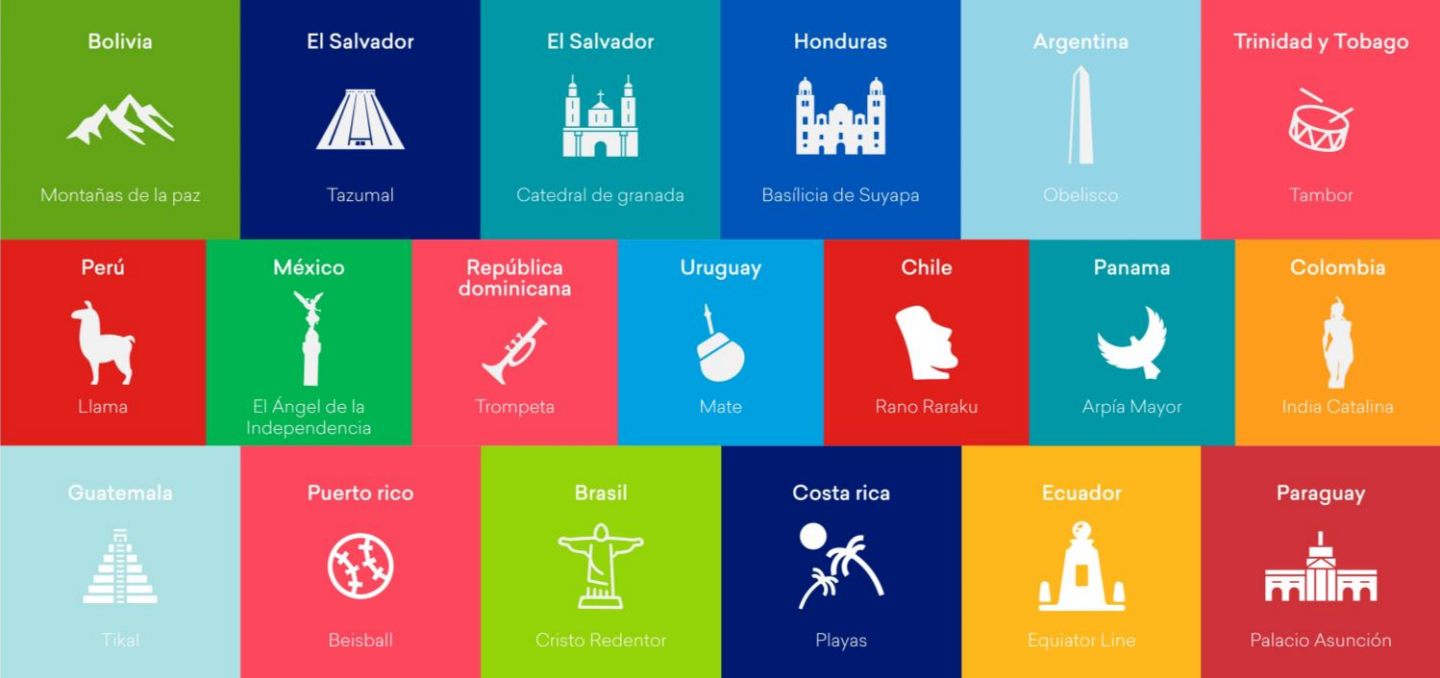 Bolivia
El Salvador
El Salvador
Honduras
Argentina
Trinidad y Tobago
Montañas de la paz
Tazumal
Catedral de granada
Basílicia de Suyapa
Obelisco
Tambor
Perú
México
República
dominicana
Uruguay
Chile
Panama
Colombia
Llama
El Ángel de la
Independencia
Trompeta
Mate
Rano Raraku
Arpía Mayor
India Catalina
Guatemala
Puerto rico
Brasil
Costa rica
Ecuador
Paraguay
Tikal
Beisball
Cristo Redentor
Playas
Equiator Line
Palacio Asunción